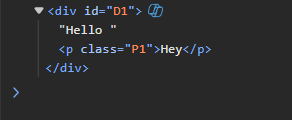 <div id="D1">
"Hello "
<p class="P1">Hey</p>
</div>
>